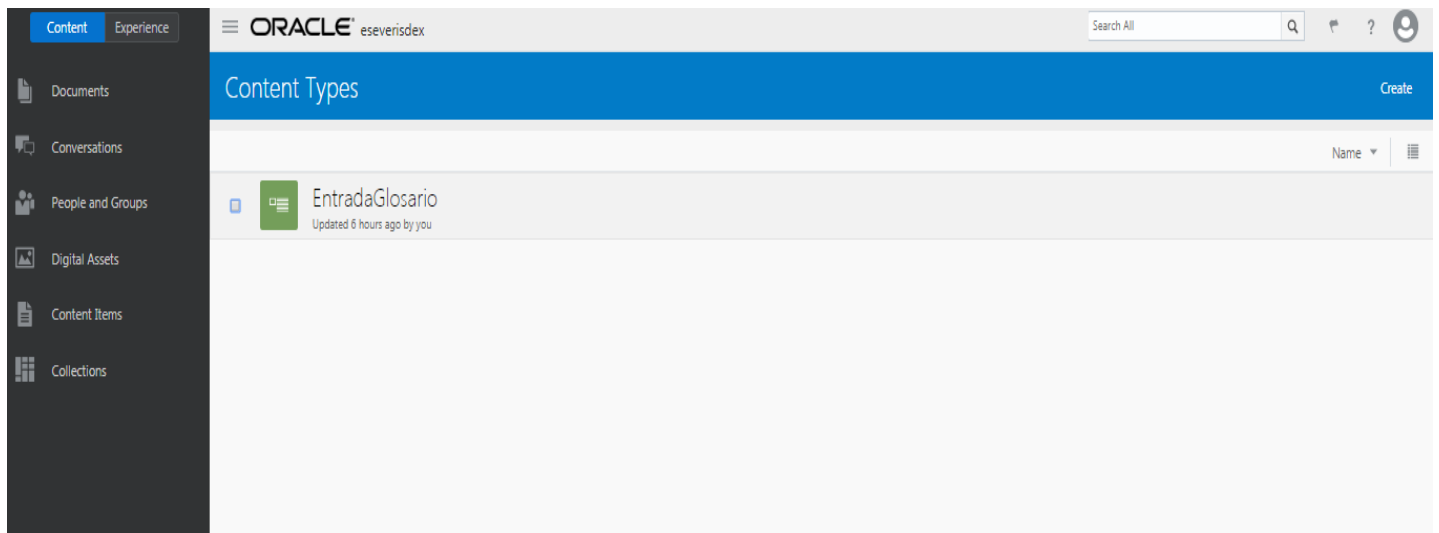 Content Experience
ORACLE® eseverisdex
Search All
?
Documents
Content Types
Create
Conversations
Name
People and Groups
EntradaGlosario
Updated 6 hours ago by you
Digital Assets
Content Items
Collections